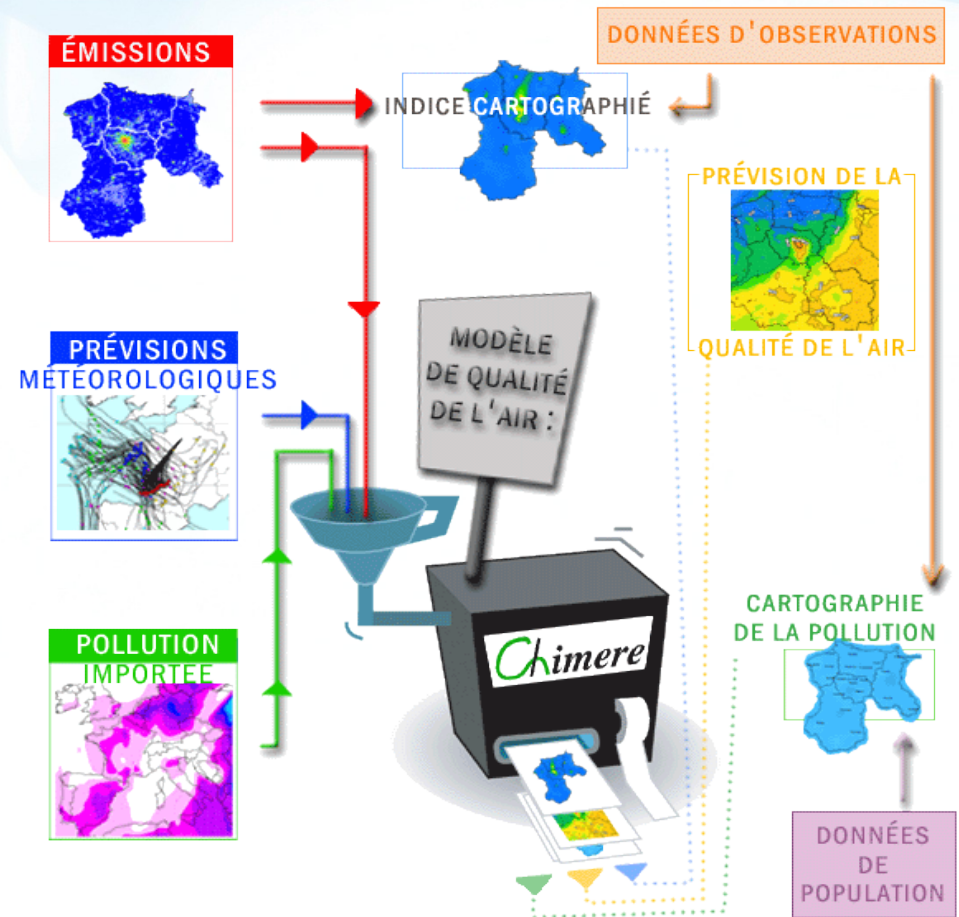 ÉMISSIONS
DONNÉES D'OBSERVATIONS
INDICE CARTOGRAPHIÉ
PRÉVISION DE LA
QUALITÉ DE L'AIR
PRÉVISIONS
MÉTÉOROLOGIQUES
MODÈLE
DE QUALITÉ
DE L'AIR :
Chimere
POLLUTION
IMPORTÉE
CARTOGRAPHIE
DE LA POLLUTION
DONNÉES
DE
POPULATION